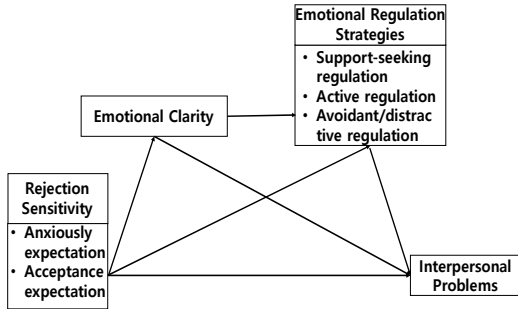 Emotional Regulation
Strategies
• Support-seeking
regulation
• Active regulation
• Avoidant/distrac
tive regulation
Emotional Clarity
Rejection
Sensitivity
• Anxiously
expectation
• Acceptance
expectation
Interpersonal
Problems